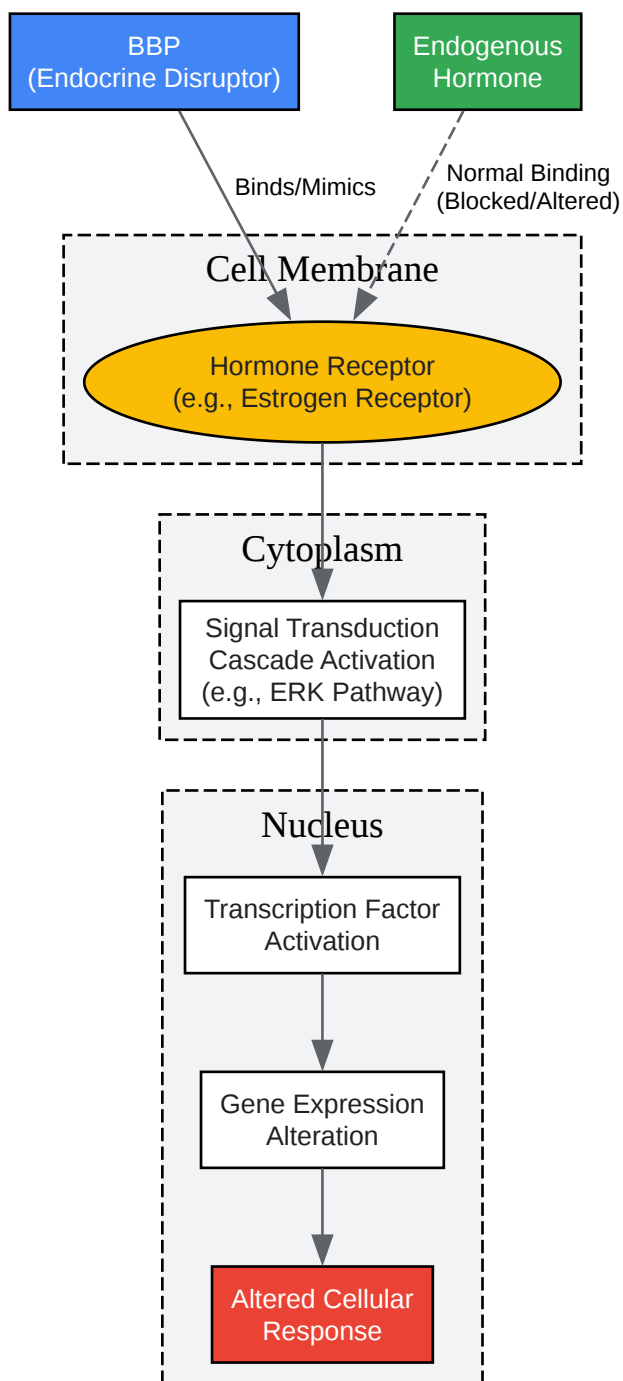 BBP
(Endocrine Disruptor)
Endogenous
Hormone
Binds/Mimics
Normal Binding
(Blocked/Altered)
Cell Membrane
Hormone Receptor
(e.g., Estrogen Receptor)
Cytoplasm
Signal Transduction
Cascade Activation
(e.g., ERK Pathway)
Nucleus
Transcription Factor
Activation
Gene Expression
Alteration
Altered Cellular
Response